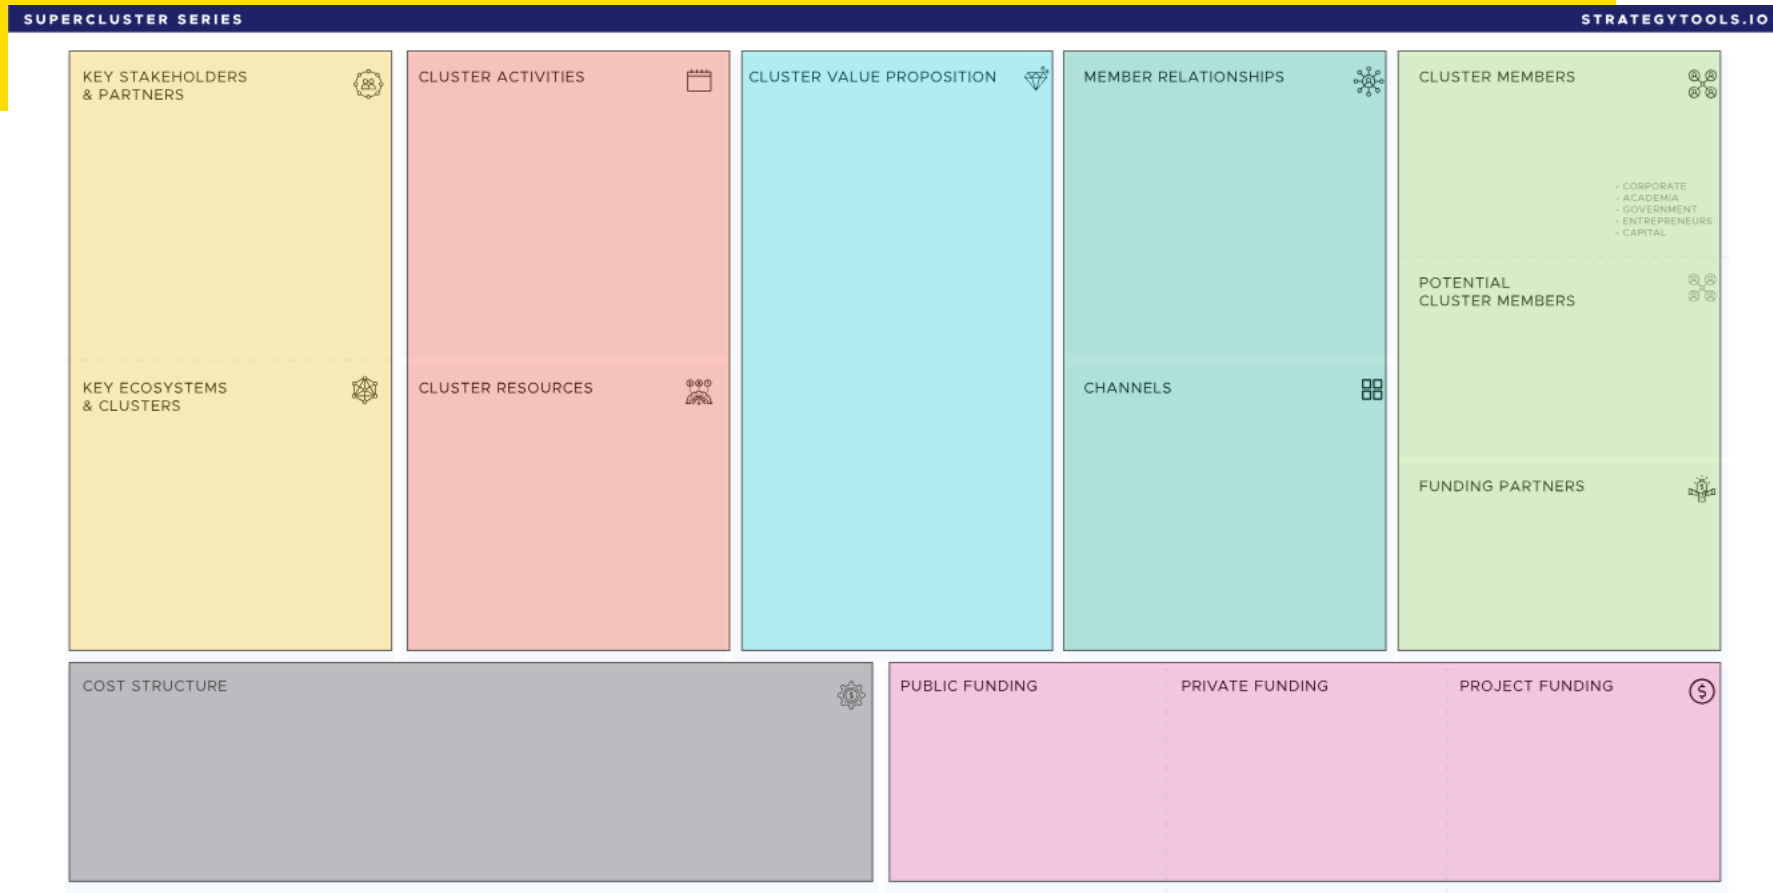 SUPERCLUSTER SERIES
STRATEGYTOOLS.IO
KEY STAKEHOLDERS
& PARTNERS
KEY ECOSYSTEMS
& CLUSTERS
CLUSTER ACTIVITIES
CLUSTER RESOURCES
CLUSTER VALUE PROPOSITION
MEMBER RELATIONSHIPS
CHANNELS
CLUSTER MEMBERS
- CORPORATE
- ACADEMIA
- GOVERNMENT
- ENTREPRENEURS
- CAPITAL
POTENTIAL
CLUSTER MEMBERS
FUNDING PARTNERS
COST STRUCTURE
PUBLIC FUNDING
PRIVATE FUNDING
PROJECT FUNDING